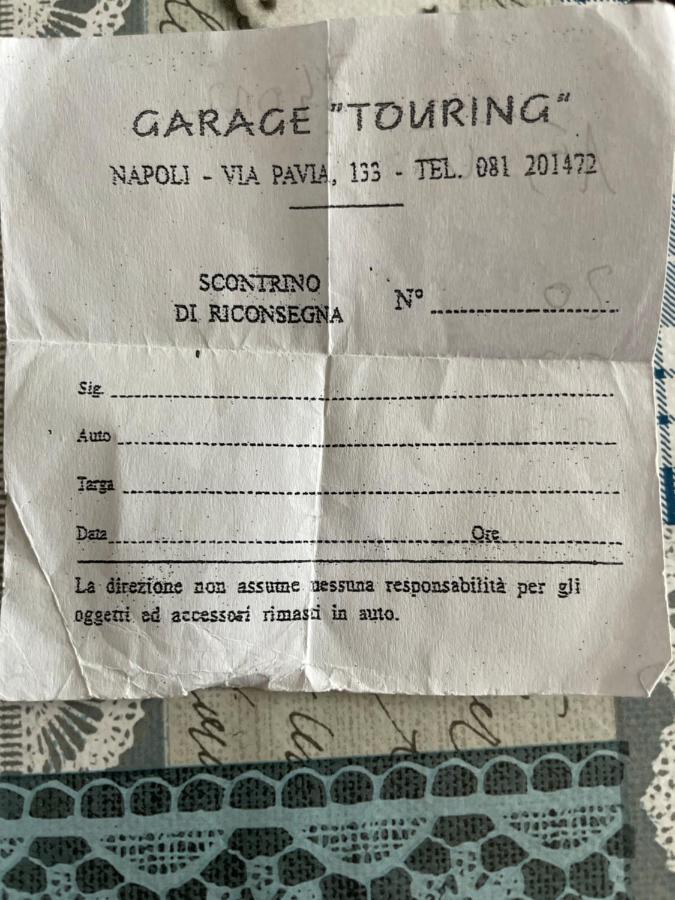 GARAGE "TOURING"
NAPOLI - VIA PAVIA, 133 - TEL. 081 201472
SCONTRINO
DI RICONSEGNA
N°
Sig.
Auto
Targa
Data Ore
La direzione non assume nessuna responsabilità per gli
oggetti ed accessori rimasti in auto.